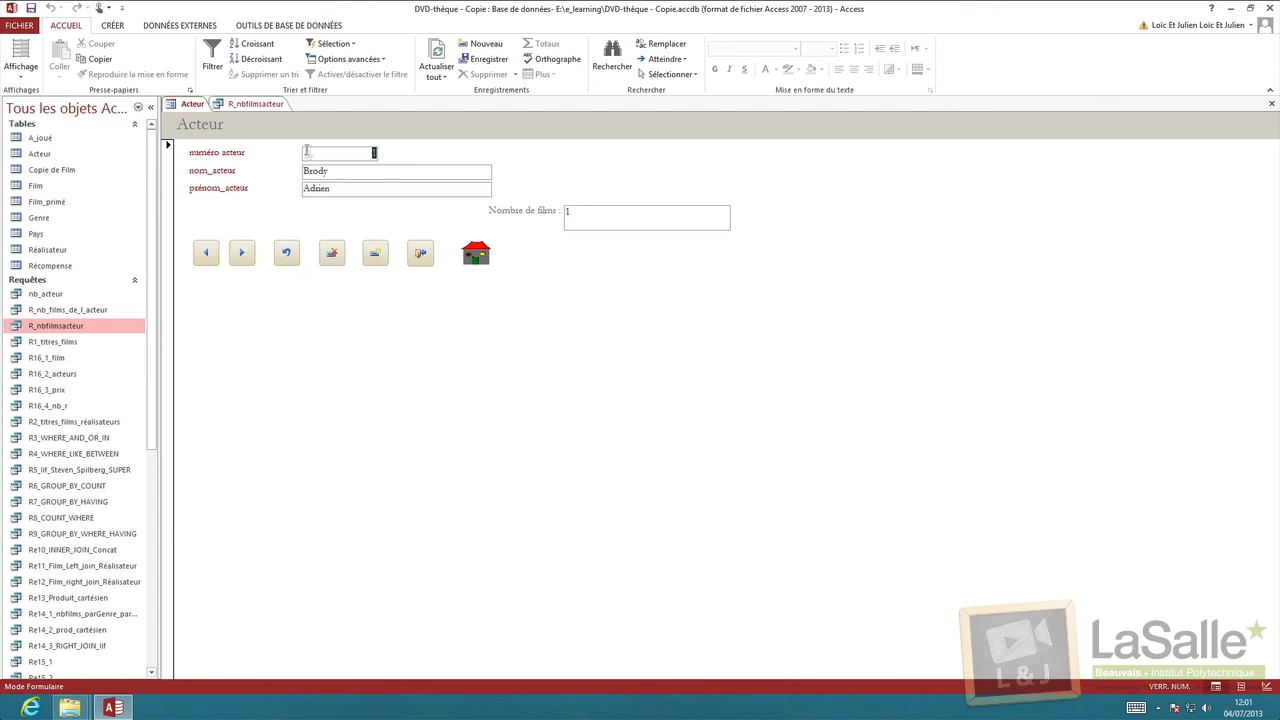 DVD-thèque - Copie : Base de données- E:\e_learning\DVD-thèque - Copie.accdb (format de fichier Access 2007 - 2013) - Access
FICHIER ACCUEIL CRÉER DONNÉES EXTERNES OUTILS DE BASE DE DONNÉES
Loïc Et Julien Loïc Et Julien
Affichage
Affichages
Coller
Couper
Copier
Reproduire la mise en forme
Presse-papiers
Filtrer
Croissant
Décroissant
Supprimer un tri
Sélection
Options avancées
Activer/désactiver le filtre
Trier et filtrer
Actualiser
tout
Nouveau
Enregistrer
Supprimer
Totaux
Orthographe
Plus
Enregistrements
Rechercher
Remplacer
Atteindre
Sélectionner
Rechercher
G I S A
Mise en forme du texte
Tous les objets Ac...
Tables
A_joué
Acteur
Copie de Film
Film
Film_primé
Genre
Pays
Réalisateur
Récompense
Requêtes
nb_acteur
R_nb_films_de_l_acteur
R_nbfilmsacteur
R1_titres_films
R16_1_film
R16_2_acteurs
R16_3_prix
R16_4_nb_r
R2_titres_films_réalisateurs
R3_WHERE_AND_OR_IN
R4_WHERE_LIKE_BETWEEN
R5_Iif_Steven_Spilberg_SUPER
R6_GROUP_BY_COUNT
R7_GROUP_BY_HAVING
R8_COUNT_WHERE
R9_GROUP_BY_WHERE_HAVING
Re10_INNER_JOIN_Concat
Re11_Film_Left_join_Réalisateur
Re12_Film_right_join_Réalisateur
Re13_Produit_cartésien
Re14_1_nbfilms_parGenre_par...
Re14_2_prod_cartésien
Re14_3_RIGHT_JOIN_Iif
Re15_1
Acteur R_nbfilmsacteur
Acteur
numéro acteur
nom_acteur Brody
prénom_acteur Adrien
Nombre de films : 1
L & J
LaSalle
Beauvais - Institut Polytechnique
Mode Formulaire
VERR. NUM.
12:01
04/07/2013